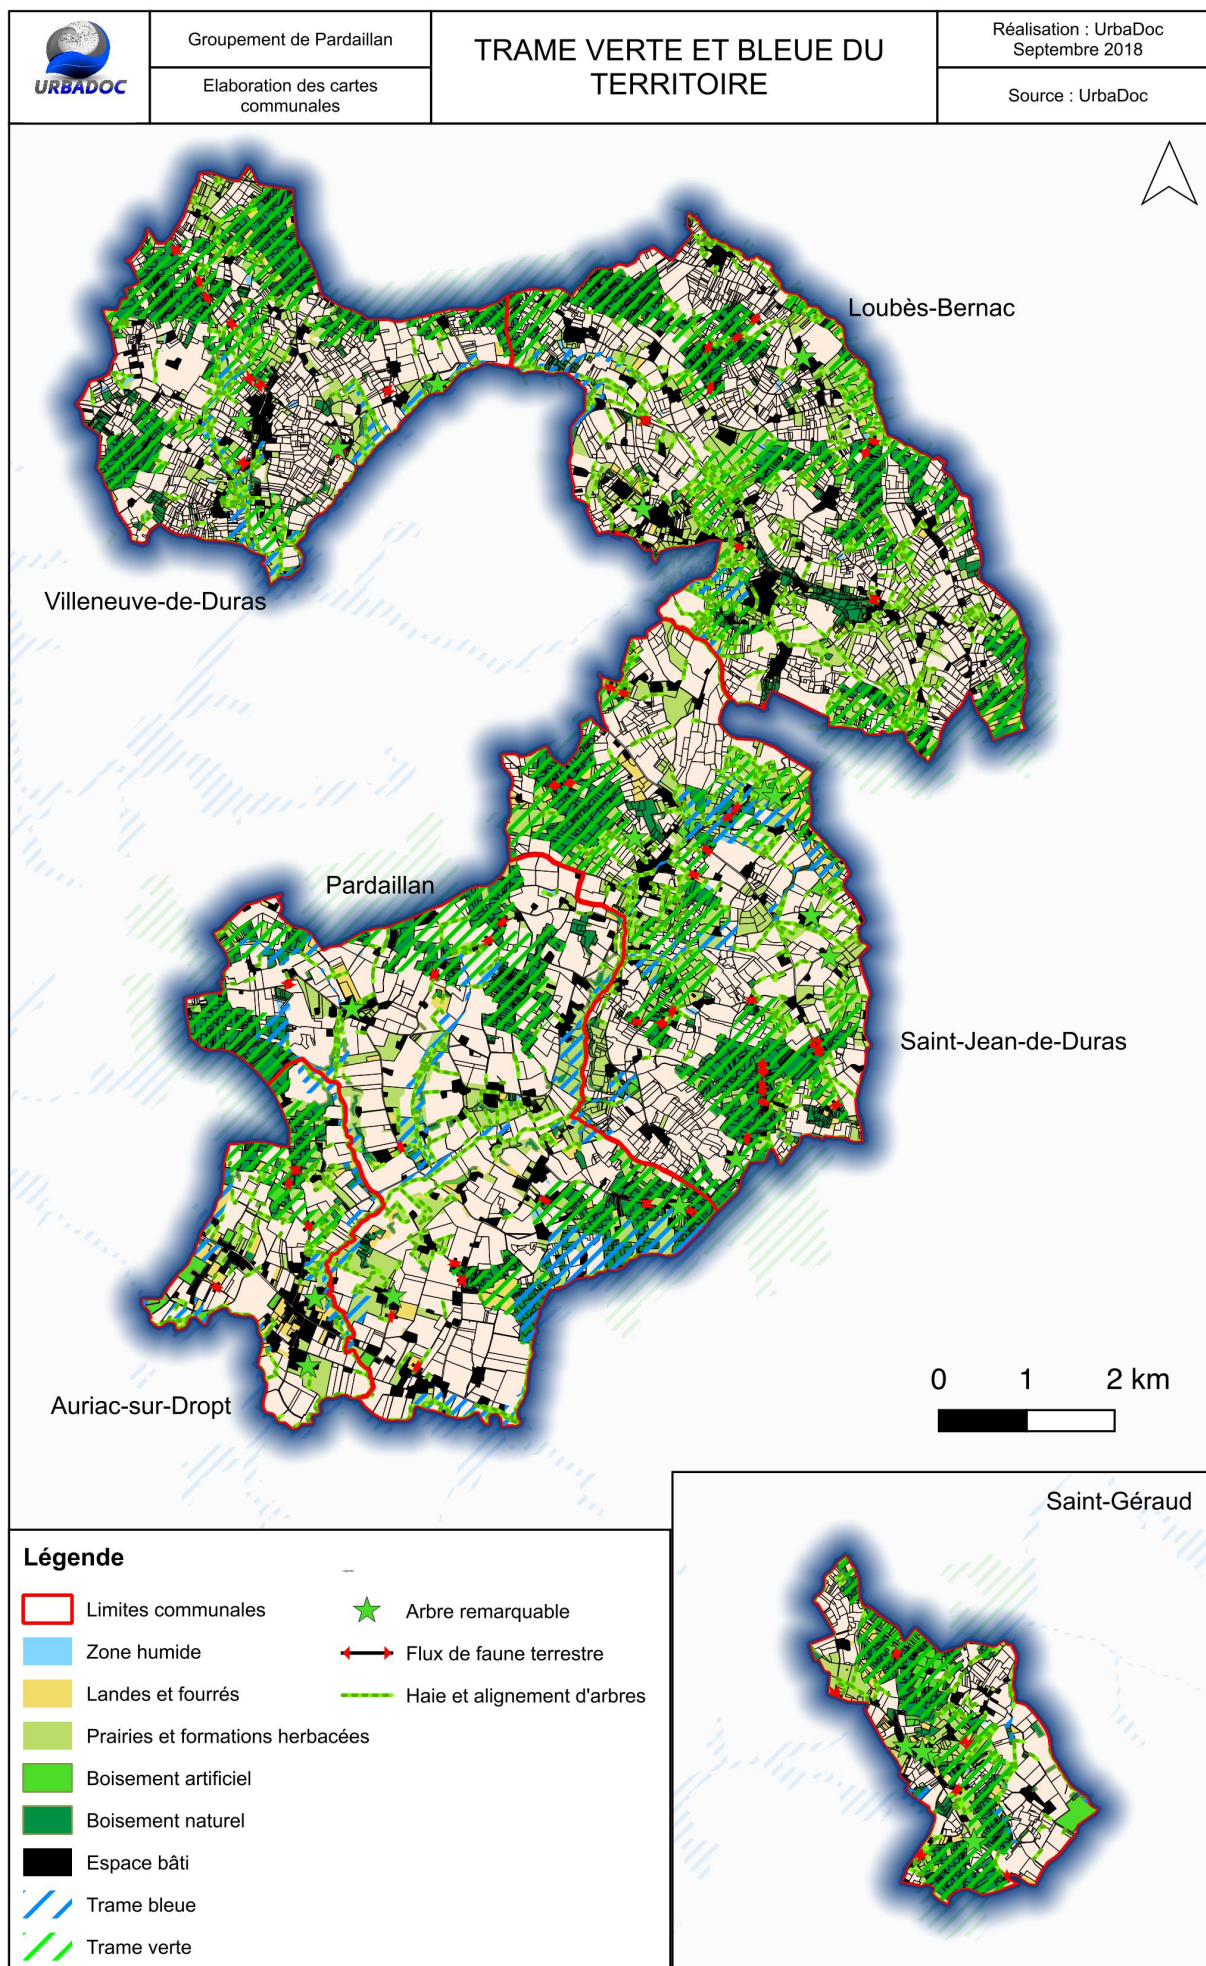 URBADOC
Groupement de Pardaillan
Elaboration des cartes
communales
TRAME VERTE ET BLEUE DU
TERRITOIRE
Réalisation : UrbaDoc
Septembre 2018
Source : UrbaDoc
Loubès-Bernac
Villeneuve-de-Duras
Pardaillan
Saint-Jean-de-Duras
Auriac-sur-Dropt
0 1 2 km
Saint-Géraud
Légende
Limites communales
Zone humide
Landes et fourrés
Prairies et formations herbacées
Boisement artificiel
Boisement naturel
Espace bâti
Trame bleue
Trame verte
Arbre remarquable
Flux de faune terrestre
Haie et alignement d'arbres